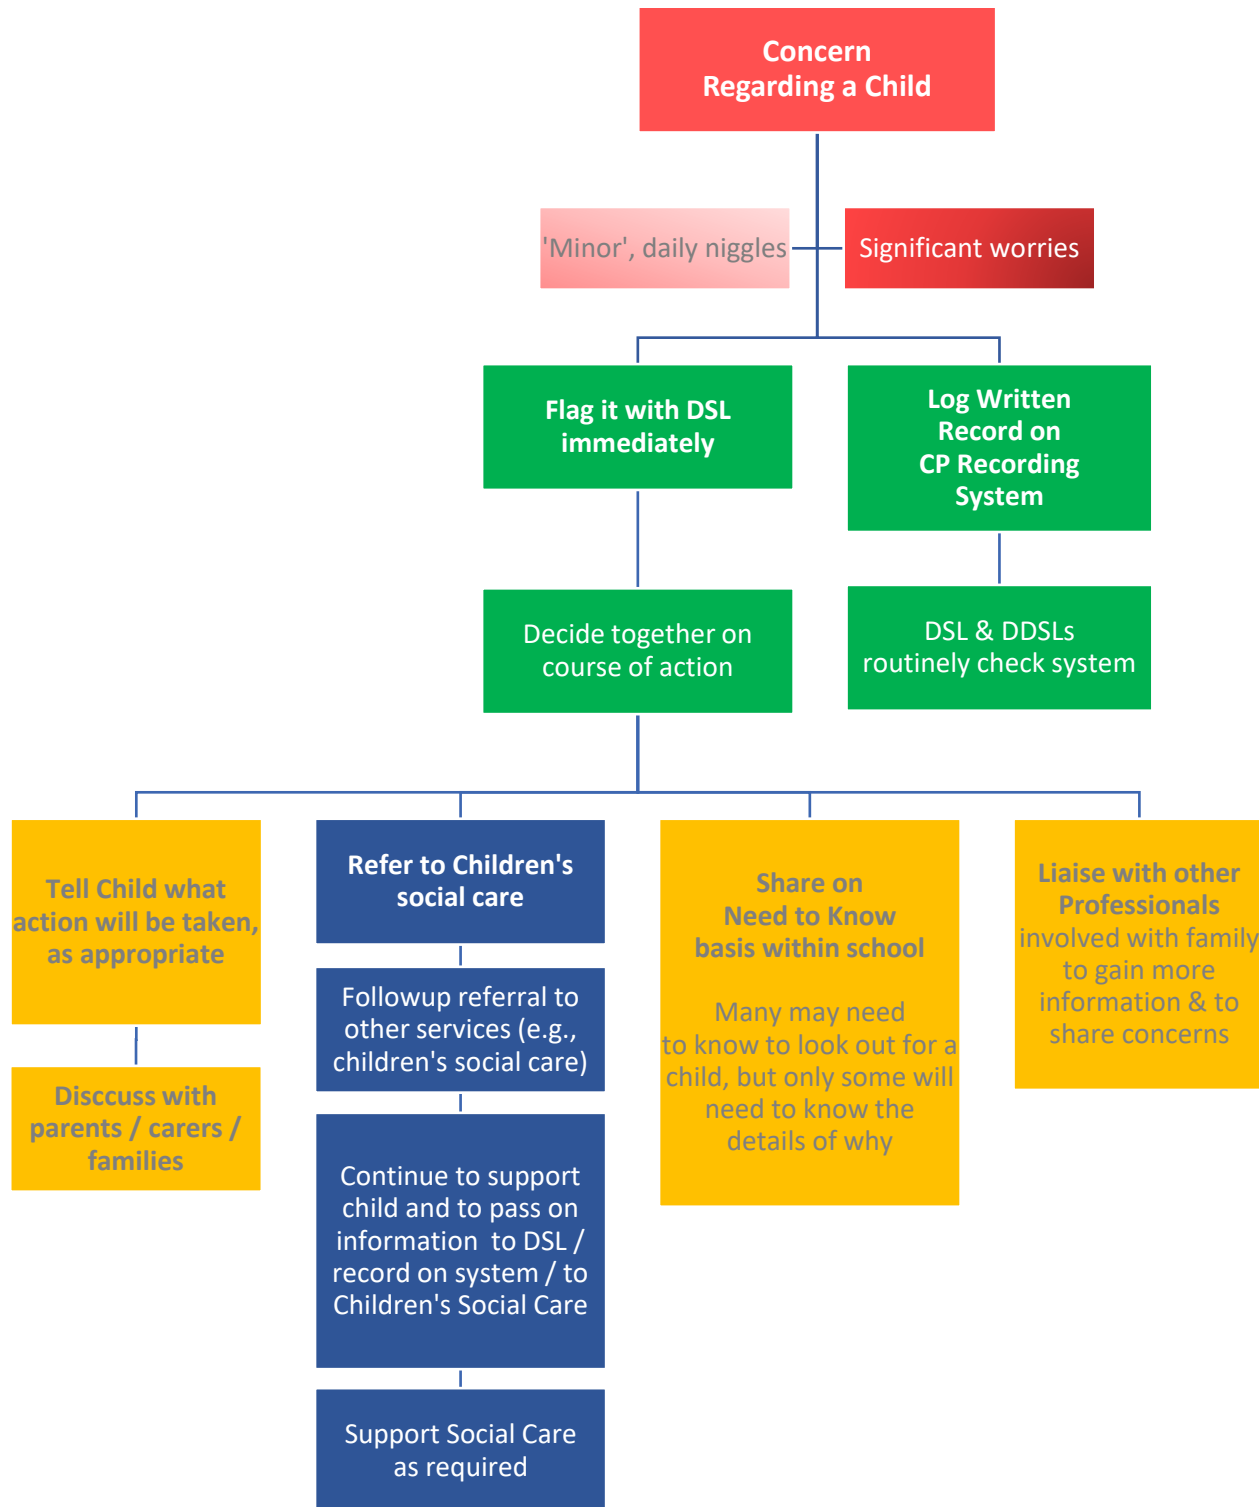 Concern
Regarding a Child
'Minor', daily niggles
Significant worries
Flag it with DSL
immediately
Log Written
Record on
CP Recording
System
Decide together on
course of action
DSL & DDSLs
routinely check system
Tell Child what
action will be taken,
as appropriate
Disccuss with
parents / carers /
families
Refer to Children's
social care
Followup referral to
other services (e.g.,
children's social care)
Continue to support
child and to pass on
information to DSL /
record on system / to
Children's Social Care
Support Social Care
as required
Share on
Need to Know
basis within school
Many may need
to know to look out for a
child, but only some will
need to know the
details of why
Liaise with other
Professionals
involved with family
to gain more
information & to
share concerns